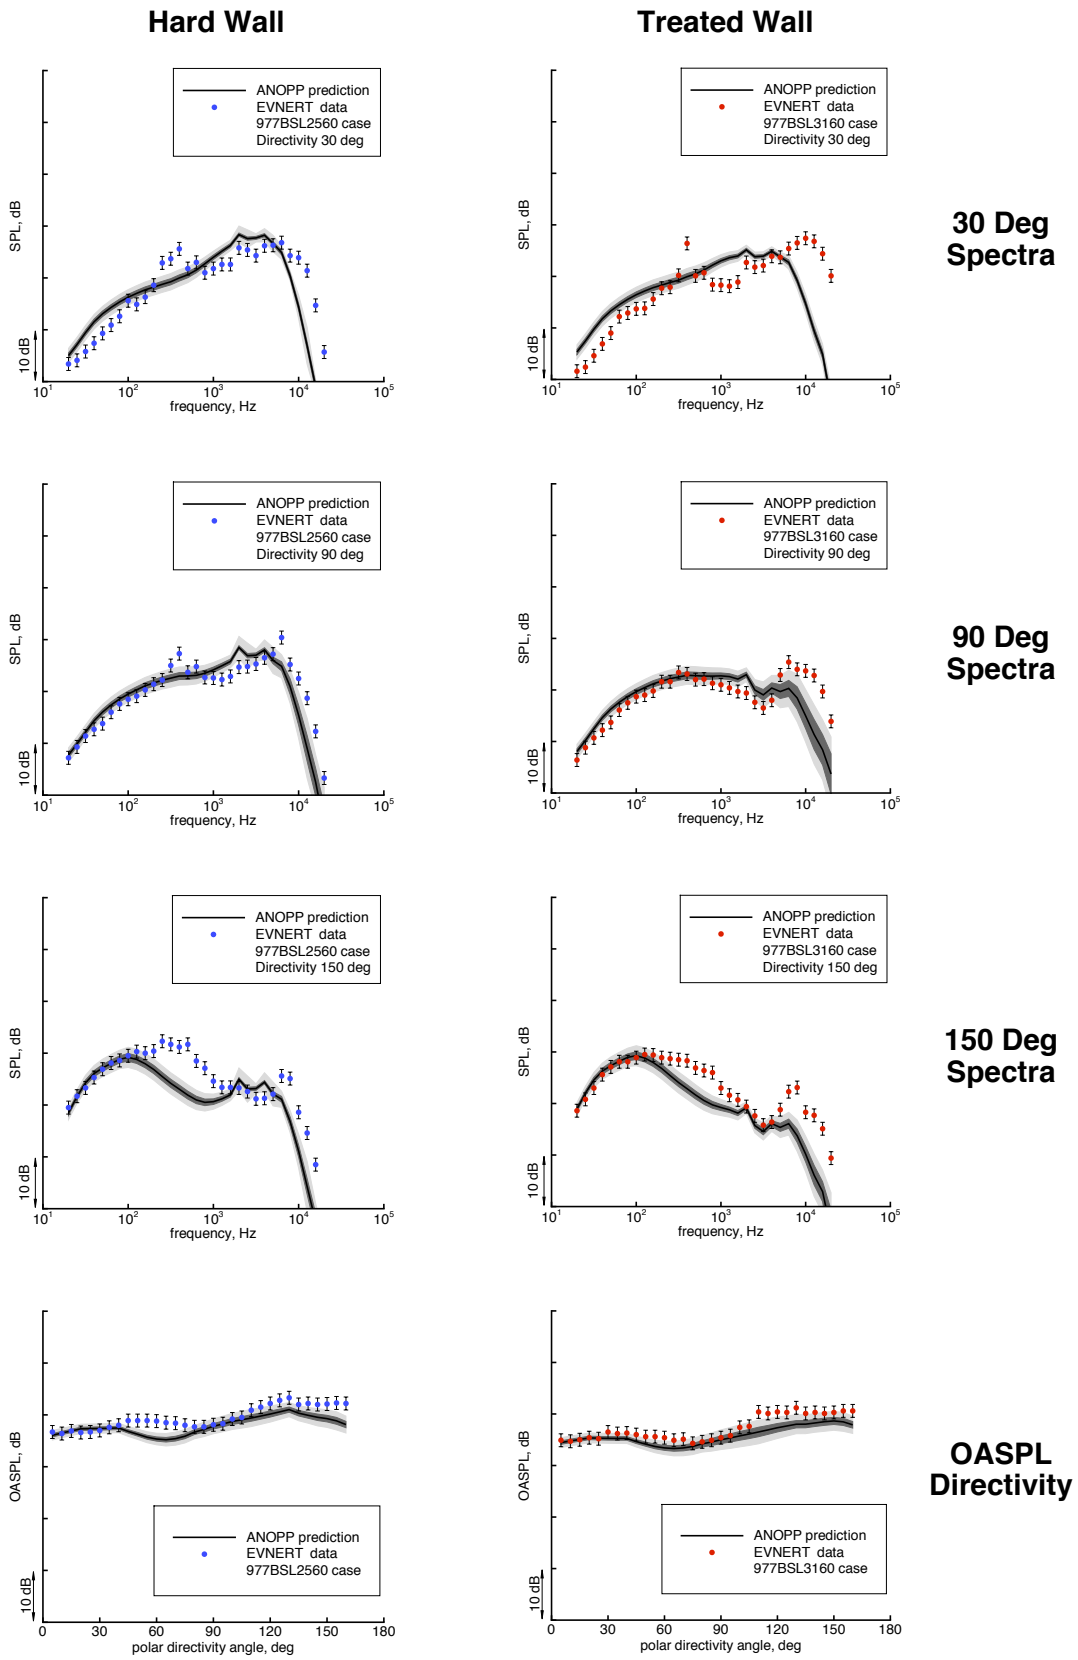 Hard Wall
Treated Wall
ANOPP prediction
EVNERT data
977BSL2560 case
Directivity 30 deg
SPL, dB
10 dB
10¹ 10² 10³ 10⁴ 10⁵
frequency, Hz
ANOPP prediction
EVNERT data
977BSL3160 case
Directivity 30 deg
SPL, dB
10 dB
10¹ 10² 10³ 10⁴ 10⁵
frequency, Hz
30 Deg
Spectra
ANOPP prediction
EVNERT data
977BSL2560 case
Directivity 90 deg
SPL, dB
10 dB
10¹ 10² 10³ 10⁴ 10⁵
frequency, Hz
ANOPP prediction
EVNERT data
977BSL3160 case
Directivity 90 deg
SPL, dB
10 dB
10¹ 10² 10³ 10⁴ 10⁵
frequency, Hz
90 Deg
Spectra
ANOPP prediction
EVNERT data
977BSL2560 case
Directivity 150 deg
SPL, dB
10 dB
10¹ 10² 10³ 10⁴ 10⁵
frequency, Hz
ANOPP prediction
EVNERT data
977BSL3160 case
Directivity 150 deg
SPL, dB
10 dB
10¹ 10² 10³ 10⁴ 10⁵
frequency, Hz
150 Deg
Spectra
OASPL, dB
ANOPP prediction
EVNERT data
977BSL2560 case
10 dB
0 30 60 90 120 150 180
polar directivity angle, deg
OASPL, dB
ANOPP prediction
EVNERT data
977BSL3160 case
10 dB
0 30 60 90 120 150 180
polar directivity angle, deg
OASPL
Directivity